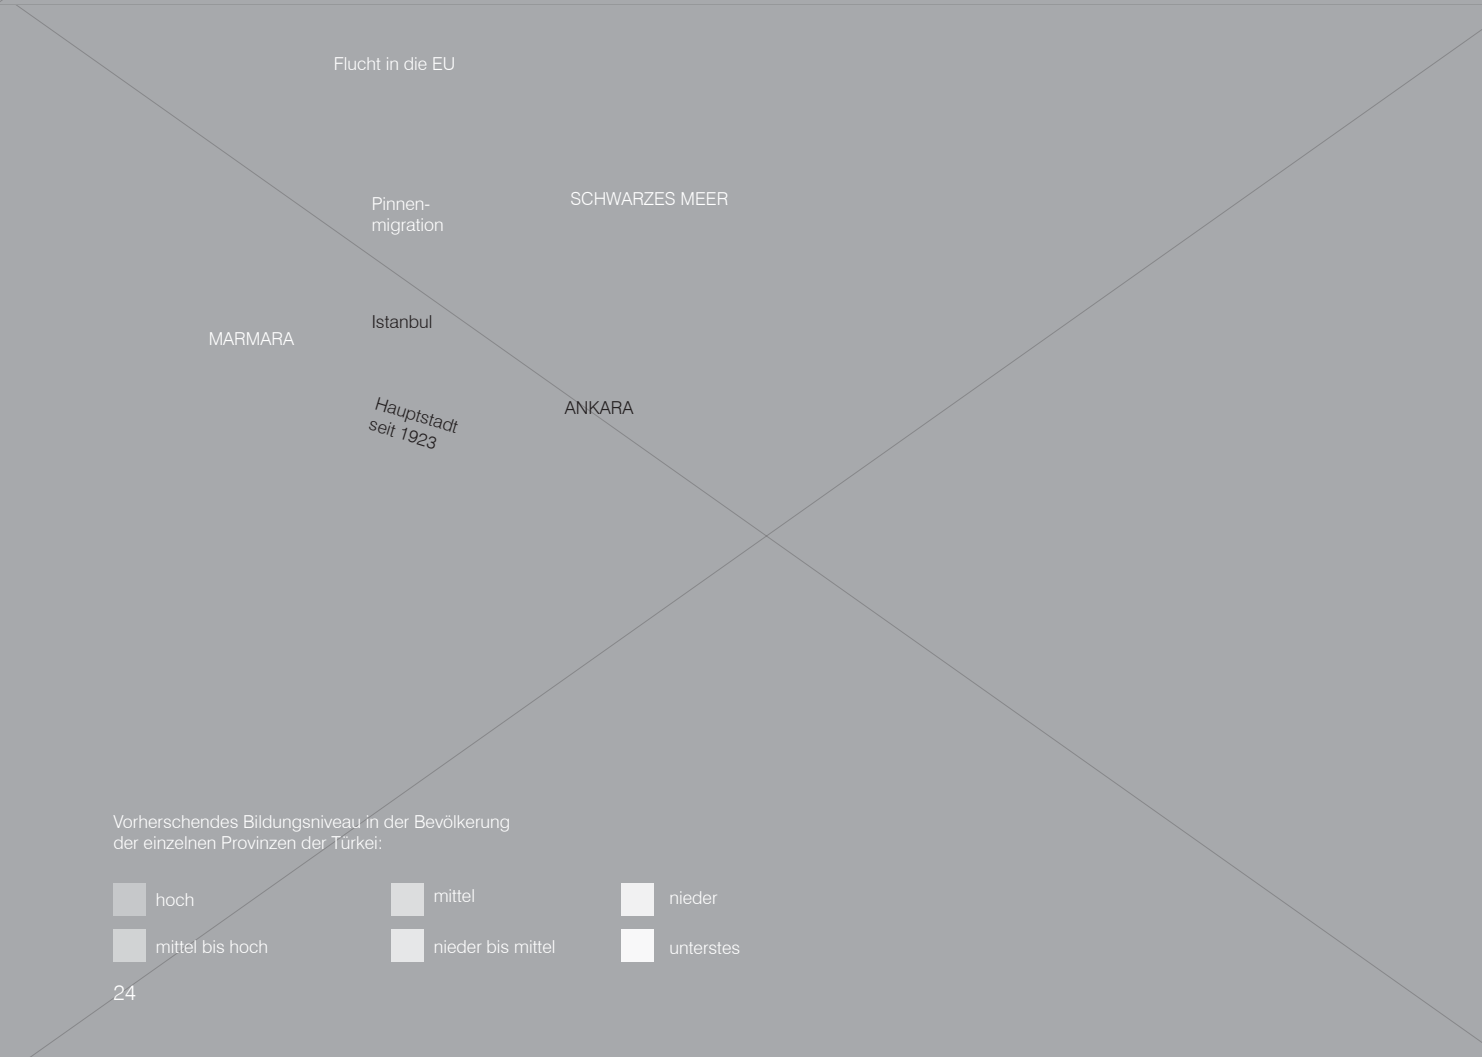 Flucht in die EU
Pinnen-
migration
SCHWARZES MEER
Istanbul
MARMARA
Hauptstadt
seit 1923
ANKARA
Vorherschendes Bildungsniveau in der Bevölkerung
der einzelnen Provinzen der Türkei:
hoch
mittel
nieder
mittel bis hoch
nieder bis mittel
unterstes
24